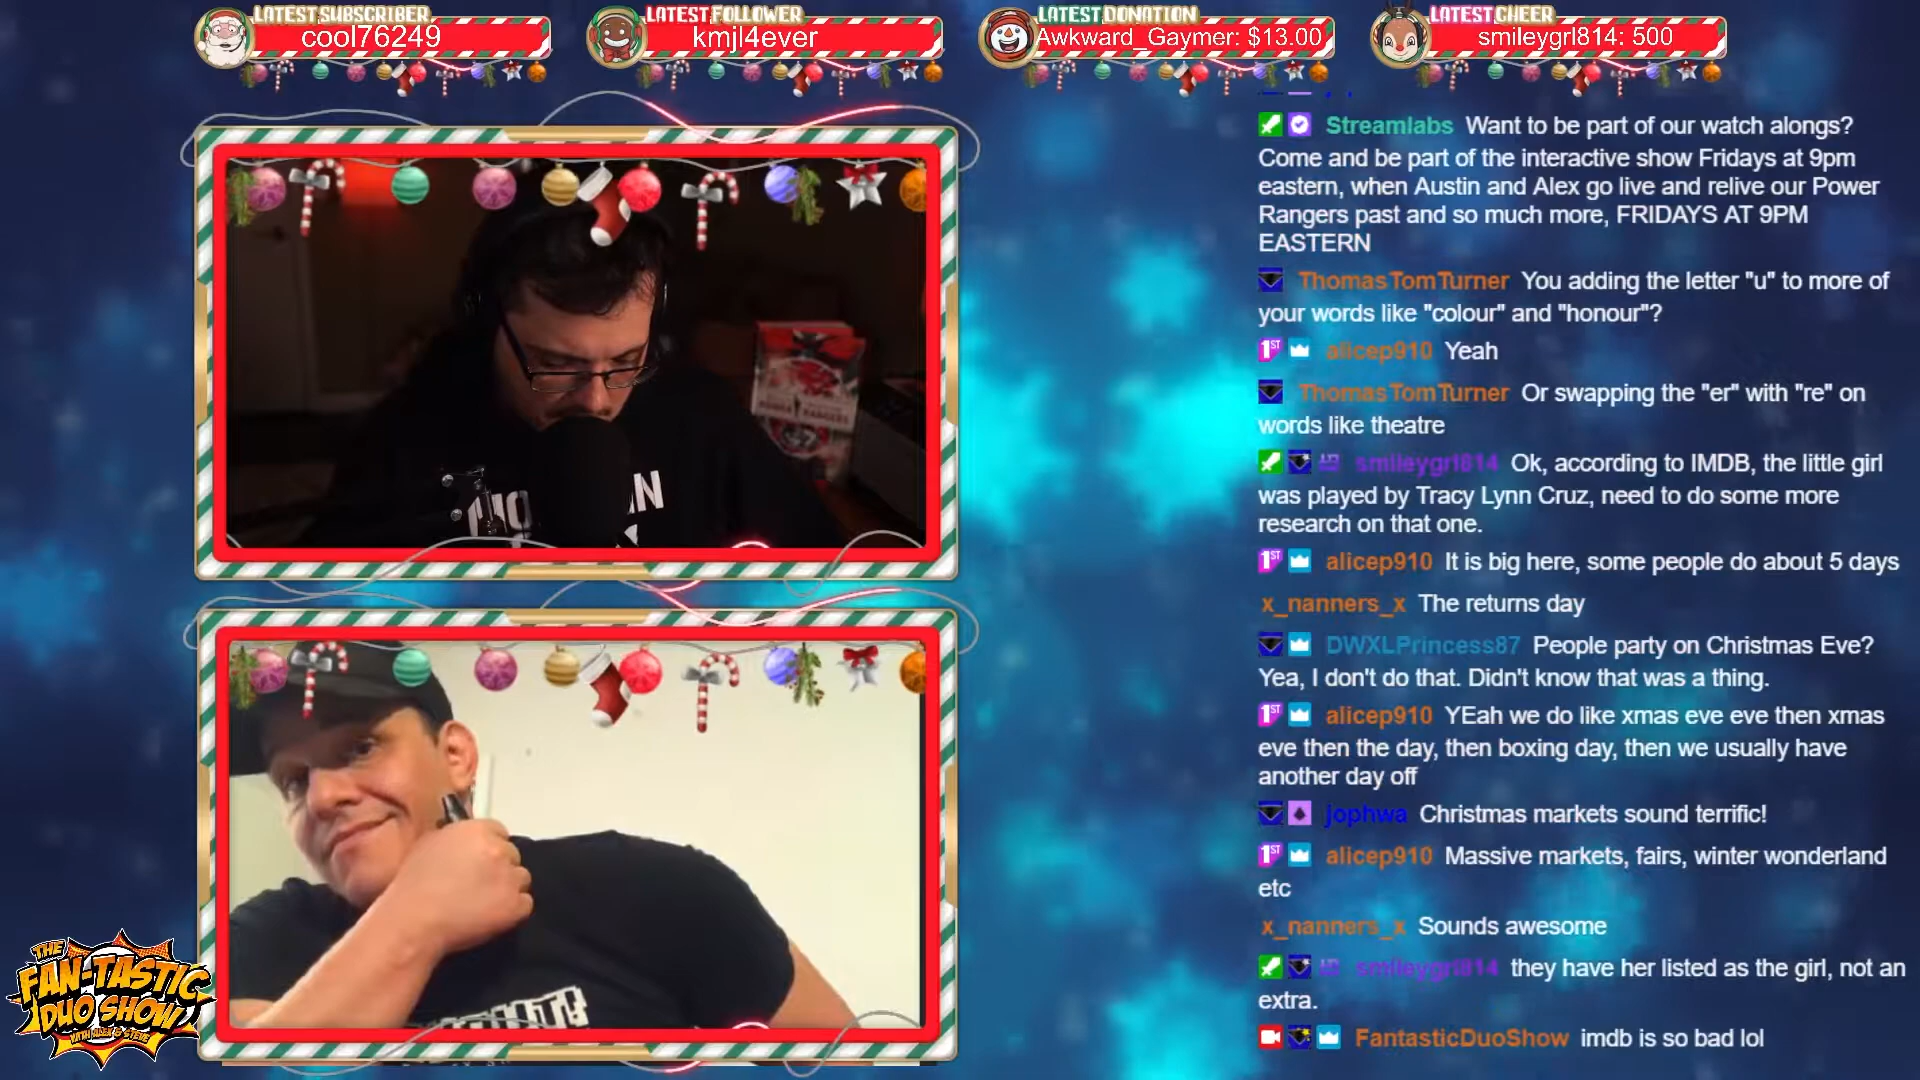 LATEST SUBSCRIBER
cool76249
LATEST FOLLOWER
kmjl4ever
LATEST DONATION
Awkward_Gaymer: $13.00
LATEST CHEER
smileygrl814: 500
Streamlabs Want to be part of our watch alongs?
Come and be part of the interactive show Fridays at 9pm
eastern, when Austin and Alex go live and relive our Power
Rangers past and so much more, FRIDAYS AT 9PM
EASTERN
ThomasTomTurner You adding the letter "u" to more of
your words like "colour" and "honour"?
1ST alicep910 Yeah
ThomasTomTurner Or swapping the "er" with "re" on
words like theatre
smileygrl814 Ok, according to IMDB, the little girl
was played by Tracy Lynn Cruz, need to do some more
research on that one.
1ST alicep910 It is big here, some people do about 5 days
x_nanners_x The returns day
DWXLPrincess87 People party on Christmas Eve?
Yea, I don't do that. Didn't know that was a thing.
1ST alicep910 YEah we do like xmas eve eve then xmas
eve then the day, then boxing day, then we usually have
another day off
jophwa Christmas markets sound terrific!
1ST alicep910 Massive markets, fairs, winter wonderland
etc
x_nanners_x Sounds awesome
smileygrl814 they have her listed as the girl, not an
extra.
FantasticDuoShow imdb is so bad lol
THE
FAN-TASTIC
DUO SHOW
WITH ALEX & STEVE